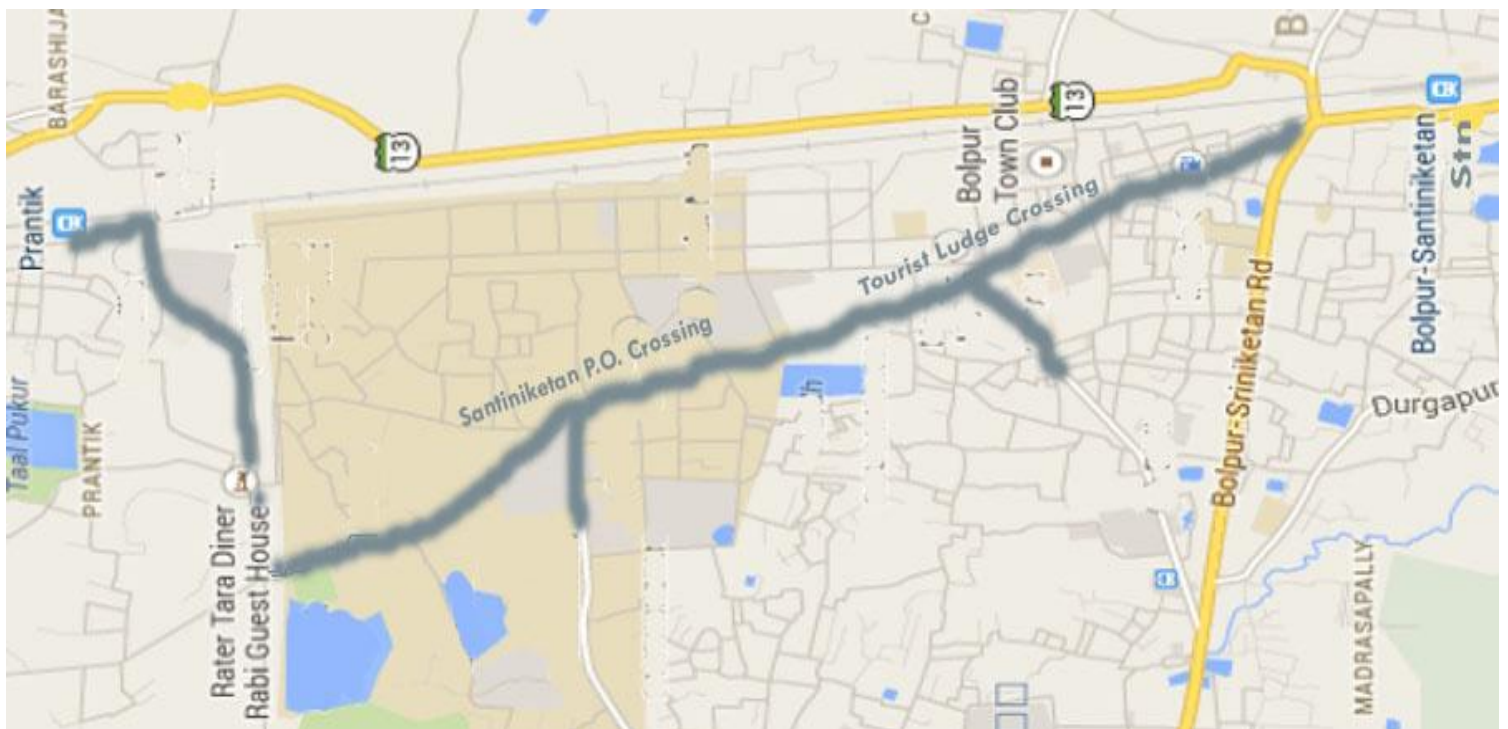 BARASHIJA
13
Prantik
Taal Pukur
PRANTIK
Rater Tara Diner
Rabi Guest House
Santiniketan P.O. Crossing
Tourist Ludge Crossing
Bolpur
Town Club
13
B
Bolpur-Santiniketan
Stn
Bolpur-Sriniketan Rd
Durgapur
MADRASAPALLY